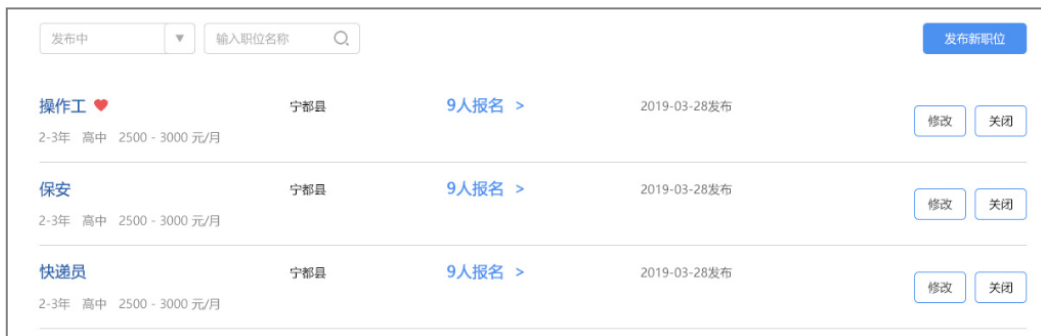 发布中 输入职位名称 发布新职位
操作工 宁都县 9人报名 > 2019-03-28发布 修改 关闭
2-3年 高中 2500 - 3000 元/月
保安 宁都县 9人报名 > 2019-03-28发布 修改 关闭
2-3年 高中 2500 - 3000 元/月
快递员 宁都县 9人报名 > 2019-03-28发布 修改 关闭
2-3年 高中 2500 - 3000 元/月